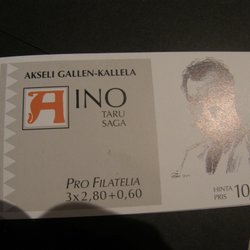 AKSELI GALLEN-KALLELA
AINO
TARU
SAGA
PRO FILATELIA
3x2,80+0,60
HINTA
PRIS 10